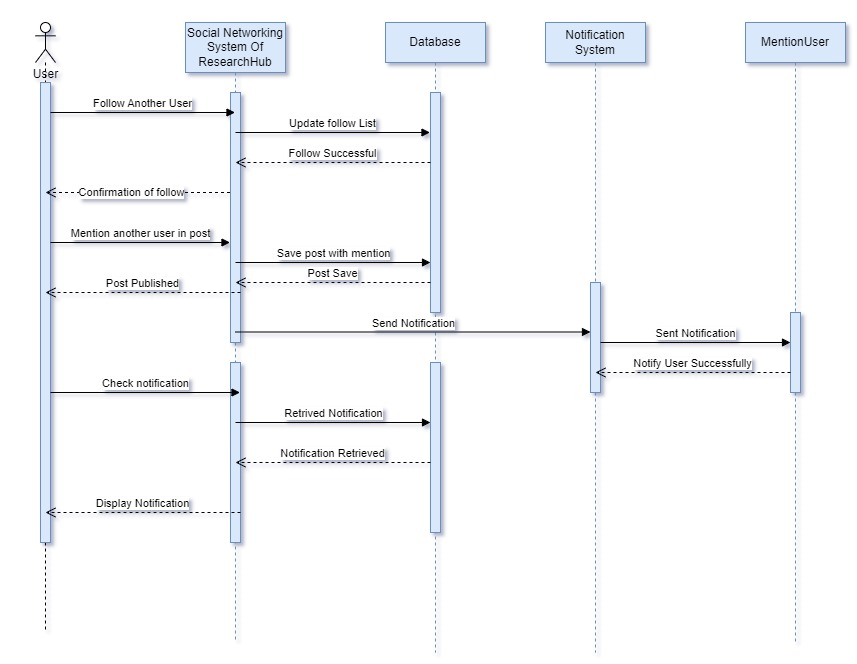 Social Networking
System Of
ResearchHub
Database
Notification
System
MentionUser
User
Follow Another User
Update follow List
Follow Successful
Confirmation of follow
Mention another user in post
Save post with mention
Post Save
Post Published
Send Notification
Sent Notification
Notify User Successfully
Check notification
Retrived Notification
Notification Retrieved
Display Notification